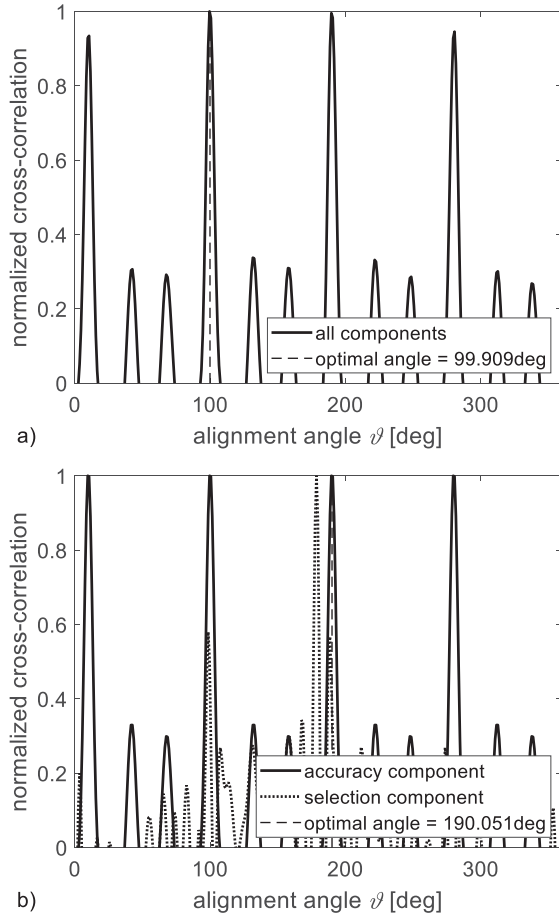 1
0.8
0.6
0.4
0.2
0
normalized cross-correlation
all components
optimal angle = 99.909deg
0 100 200 300
a) alignment angle ϑ [deg]
1
0.8
0.6
0.4
0.2
0
normalized cross-correlation
accuracy component
selection component
optimal angle = 190.051deg
0 100 200 300
b) alignment angle ϑ [deg]